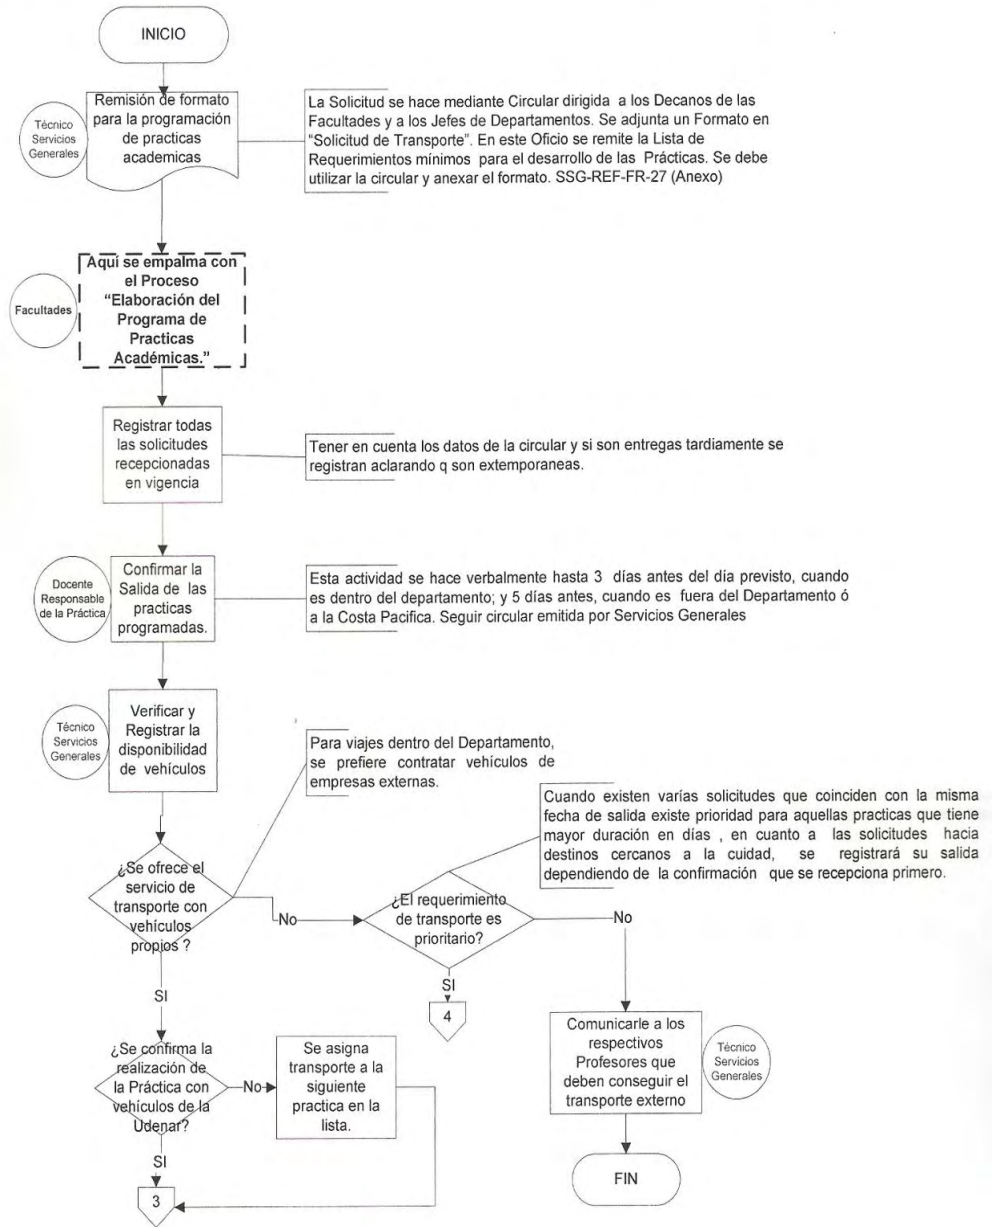 INICIO
Técnico
Servicios
Generales
Remisión de formato
para la programación
de practicas
academicas
La Solicitud se hace mediante Circular dirigida a los Decanos de las
Facultades y a los Jefes de Departamentos. Se adjunta un Formato en
“Solicitud de Transporte”. En este Oficio se remite la Lista de
Requerimientos mínimos para el desarrollo de las Prácticas. Se debe
utilizar la circular y anexar el formato. SSG-REF-FR-27 (Anexo)
Facultades
Aquí se empalma con
el Proceso
“Elaboración del
Programa de
Practicas
Académicas.”
Registrar todas
las solicitudes
recepcionadas
en vigencia
Tener en cuenta los datos de la circular y si son entregas tardiamente se
registran aclarando q son extemporaneas.
Docente
Responsable
de la Práctica
Confirmar la
Salida de las
practicas
programadas.
Esta actividad se hace verbalmente hasta 3 días antes del día previsto, cuando
es dentro del departamento; y 5 días antes, cuando es fuera del Departamento ó
a la Costa Pacifica. Seguir circular emitida por Servicios Generales
Técnico
Servicios
Generales
Verificar y
Registrar la
disponibilidad
de vehículos
Para viajes dentro del Departamento,
se prefiere contratar vehículos de
empresas externas.
Cuando existen varías solicitudes que coinciden con la misma
fecha de salida existe prioridad para aquellas practicas que tiene
mayor duración en días , en cuanto a las solicitudes hacia
destinos cercanos a la cuidad, se registrará su salida
dependiendo de la confirmación que se recepciona primero.
¿Se ofrece el
servicio de
transporte con
vehículos
propios ?
No
¿El requerimiento
de transporte es
prioritario?
No
SI
4
SI
Comunicarle a los
respectivos
Profesores que
deben conseguir el
transporte externo
Técnico
Servicios
Generales
¿Se confirma la
realización de
la Práctica con
vehículos de la
Udenar?
No
Se asigna
transporte a la
siguiente
practica en la
lista.
SI
3
FIN